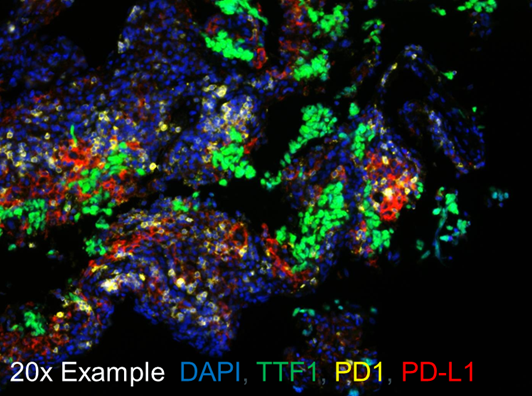 20x Example DAPI, TTF1, PD1, PD-L1